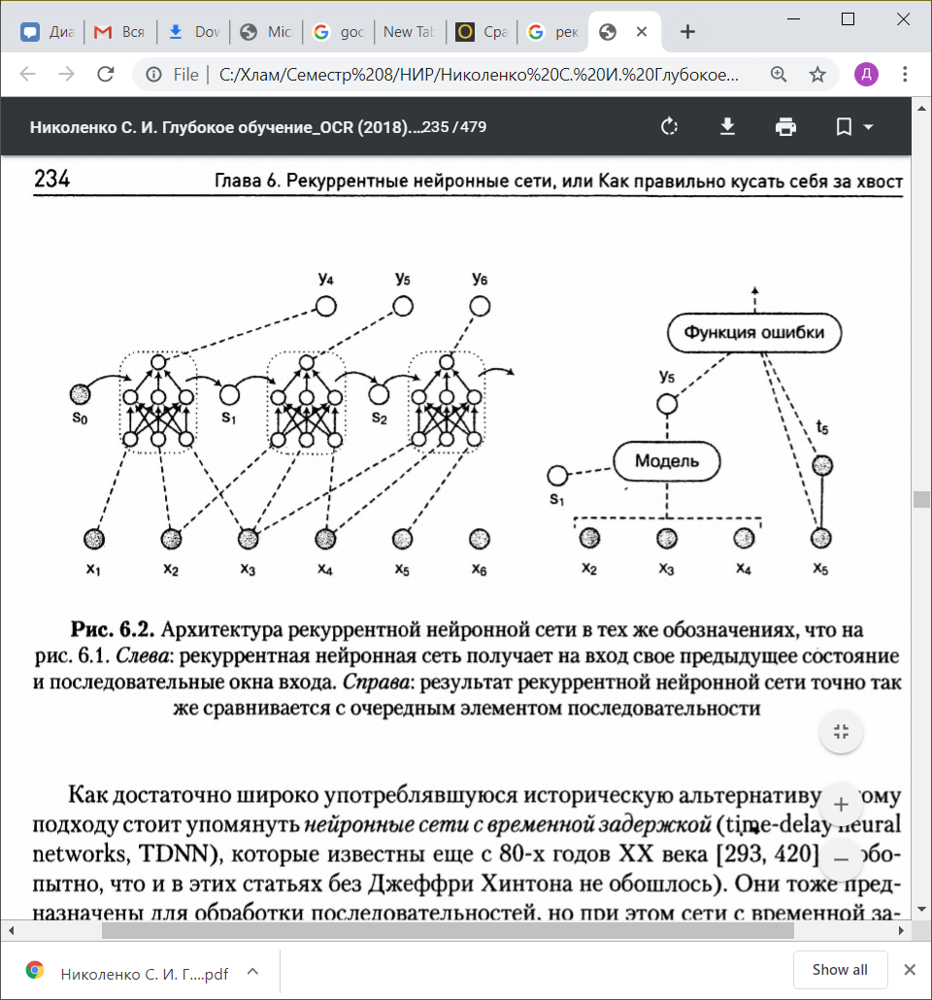 Диа
Вся
Dov
Mic
goc
New Tab
Сра
рек
File
C:/Хлам/Семестр%208/НИР/Николенко%20С.%20И.%20Глубокое...
Д
Николенко С. И. Глубокое обучение_OCR (2018)...
235 / 479
234
Глава 6. Рекуррентные нейронные сети, или Как правильно кусать себя за хвост
y4 y5 y6
s0 s1 s2
x1 x2 x3 x4 x5 x6
Функция ошибки
y5
t5
Модель
s1
x2 x3 x4 x5
Рис. 6.2. Архитектура рекуррентной нейронной сети в тех же обозначениях, что на
рис. 6.1. Слева: рекуррентная нейронная сеть получает на вход свое предыдущее состояние
и последовательные окна входа. Справа: результат рекуррентной нейронной сети точно так
же сравнивается с очередным элементом последовательности
Как достаточно широко употреблявшуюся историческую альтернативу
подходу стоит упомянуть нейронные сети с временной задержкой (time-delay neural
networks, TDNN), которые известны еще с 80-х годов XX века [293, 420]
пытно, что и в этих статьях без Джеффри Хинтона не обошлось). Они тоже пред-
назначены для обработки последовательностей, но при этом сети с временной за-
Николенко С. И. Г....pdf
Show all